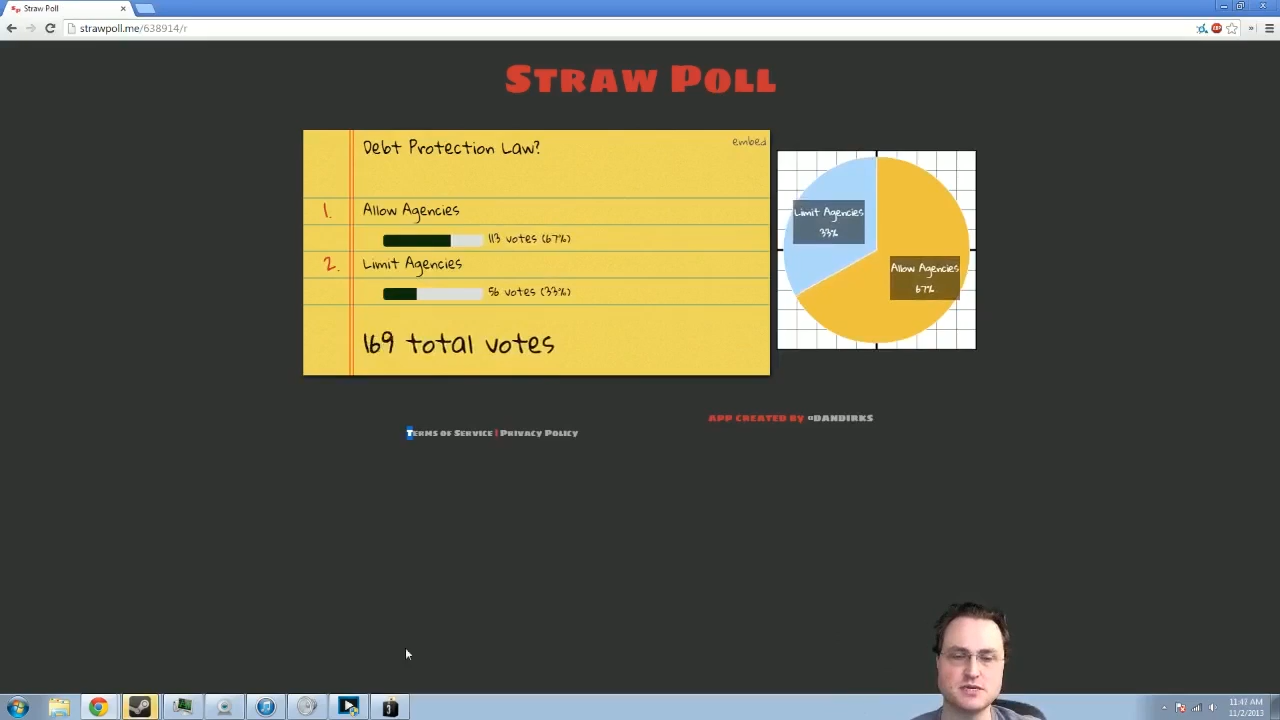 Straw Poll
strawpoll.me/638914/r
Straw Poll
Debt Protection Law?
embed
1. Allow Agencies
113 votes (67%)
2. Limit Agencies
56 votes (33%)
169 total votes
Limit Agencies
33%
Allow Agencies
67%
App created by @dandirks
Terms of Service | Privacy Policy
11:47 AM
11/2/2013